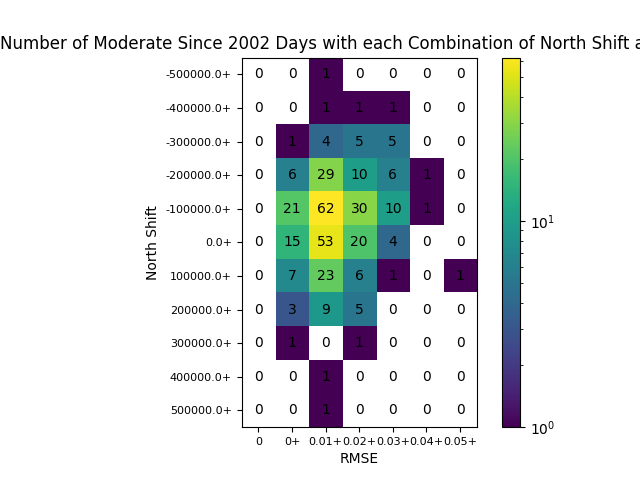 Number of Moderate Since 2002 Days with each Combination of North Shift a
North Shift
-500000.0+ 0 0 1 0 0 0 0
-400000.0+ 0 0 1 1 1 0 0
-300000.0+ 0 1 4 5 5 0 0
-200000.0+ 0 6 29 10 6 1 0
-100000.0+ 0 21 62 30 10 1 0
0.0+ 0 15 53 20 4 0 0
100000.0+ 0 7 23 6 1 0 1
200000.0+ 0 3 9 5 0 0 0
300000.0+ 0 1 0 1 0 0 0
400000.0+ 0 0 1 0 0 0 0
500000.0+ 0 0 1 0 0 0 0
0 0+ 0.01+ 0.02+ 0.03+ 0.04+ 0.05+
RMSE
10¹
10⁰